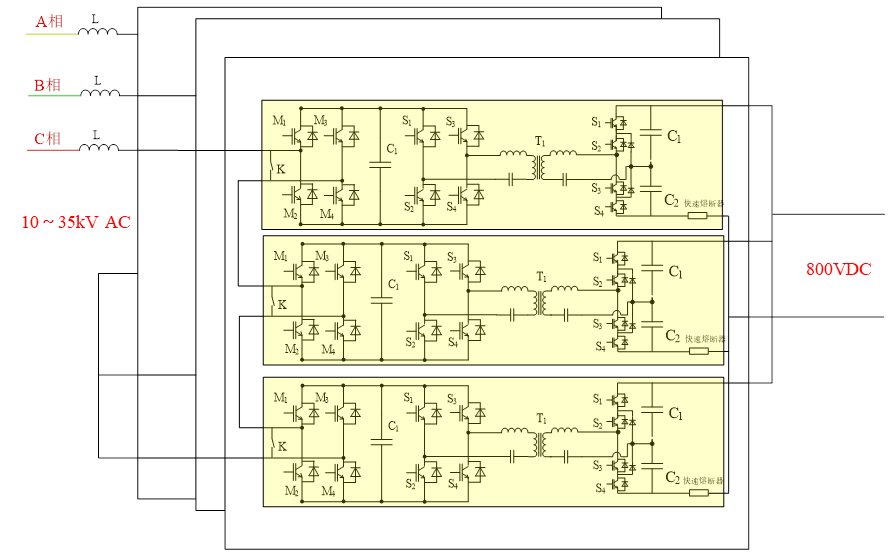 A相
L
B相
L
C相
L
10 ~ 35kV AC
800VDC
M1 M3 S1 S3 S1
T1 S2 C1
K C1
M2 M4 S2 S4 S3 C2 快速熔断器
S4
M1 M3 S1 S3 S1
T1 S2 C1
K C1
M2 M4 S2 S4 S3 C2 快速熔断器
S4
M1 M3 S1 S3 S1
T1 S2 C1
K C1
M2 M4 S2 S4 S3 C2 快速熔断器
S4